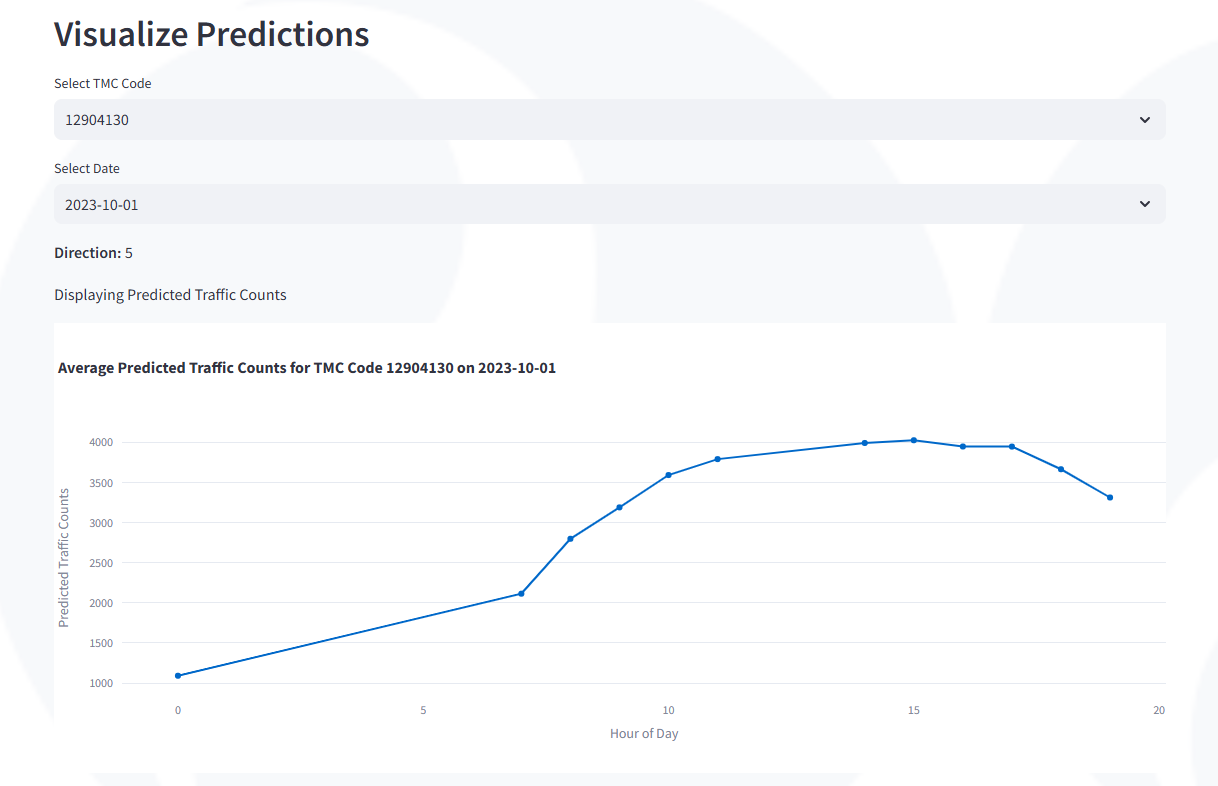 Visualize Predictions
Select TMC Code
12904130
Select Date
2023-10-01
Direction: 5
Displaying Predicted Traffic Counts
Average Predicted Traffic Counts for TMC Code 12904130 on 2023-10-01
Predicted Traffic Counts
4000
3500
3000
2500
2000
1500
1000
0 5 10 15 20
Hour of Day